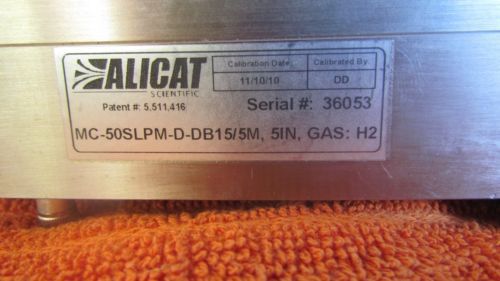 ALICAT
SCIENTIFIC
Patent #: 5,511,416
Calibration Date Calibrated By
11/10/10 DD
Serial #: 36053
MC-50SLPM-D-DB15/5M, 5IN, GAS: H2